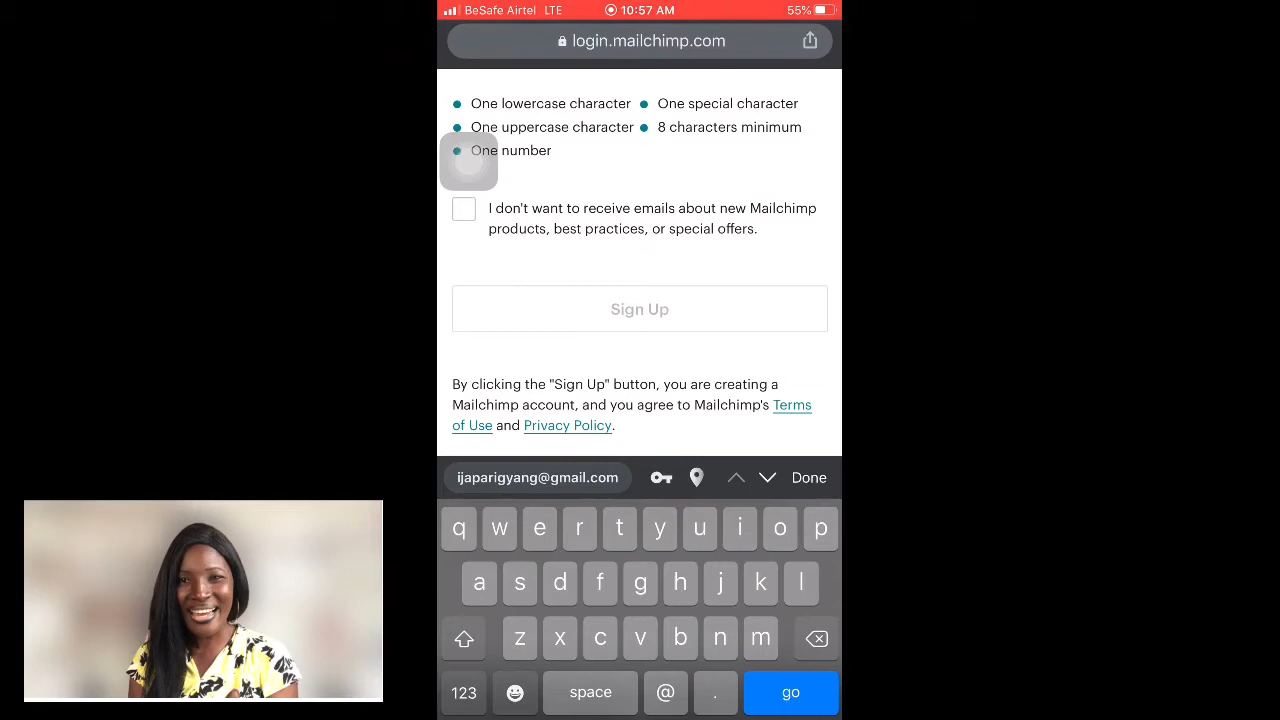 BeSafe Airtel LTE 10:57 AM 55%
login.mailchimp.com
One lowercase character One special character
One uppercase character 8 characters minimum
One number
I don't want to receive emails about new Mailchimp
products, best practices, or special offers.
Sign Up
By clicking the "Sign Up" button, you are creating a
Mailchimp account, and you agree to Mailchimp's Terms
of Use and Privacy Policy.
ijaparigyang@gmail.com Done
q w e r t y u i o p
a s d f g h j k l
z x c v b n m
123 space @ . go